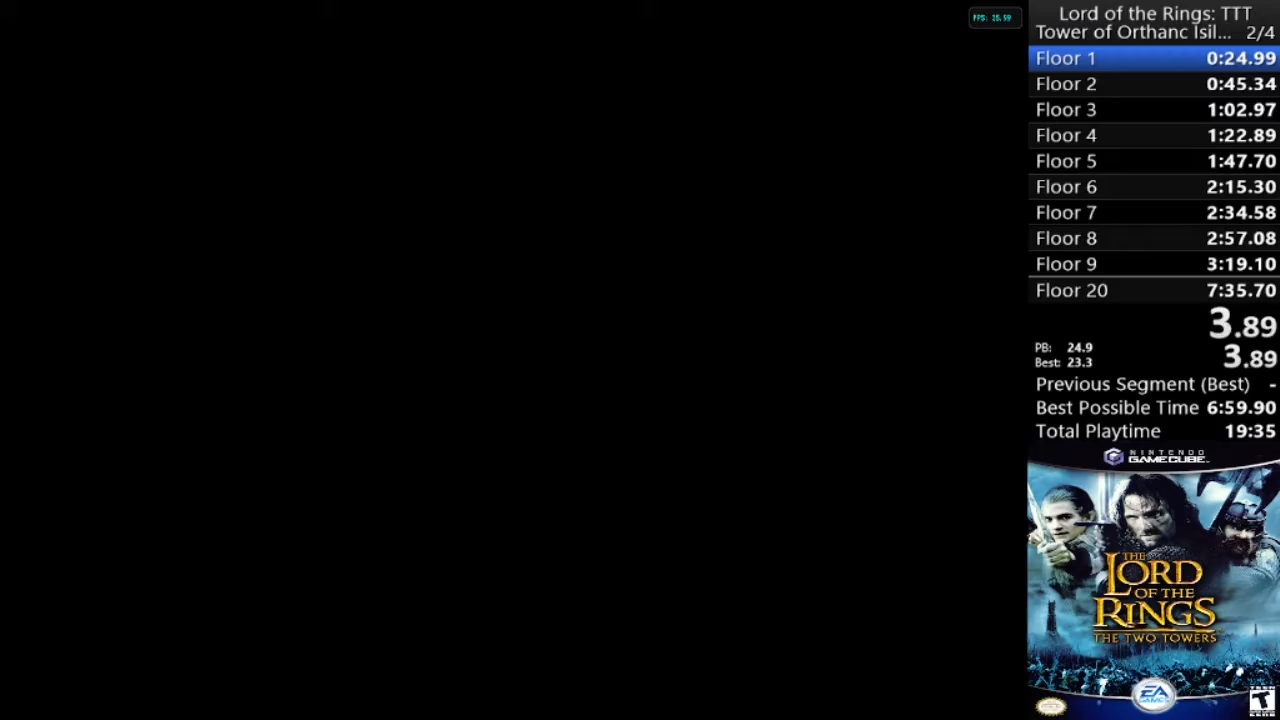 FPS: 35.99
Lord of the Rings: TTT
Tower of Orthanc Isil... 2/4
Floor 1 0:24.99
Floor 2 0:45.34
Floor 3 1:02.97
Floor 4 1:22.89
Floor 5 1:47.70
Floor 6 2:15.30
Floor 7 2:34.58
Floor 8 2:57.08
Floor 9 3:19.10
Floor 20 7:35.70
3.89
PB: 24.9
Best: 23.3
3.89
Previous Segment (Best) -
Best Possible Time 6:59.90
Total Playtime 19:35
NINTENDO
GAMECUBE
THE
LORD
OF THE
RINGS
THE TWO TOWERS
EA
GAMES
TEEN
T